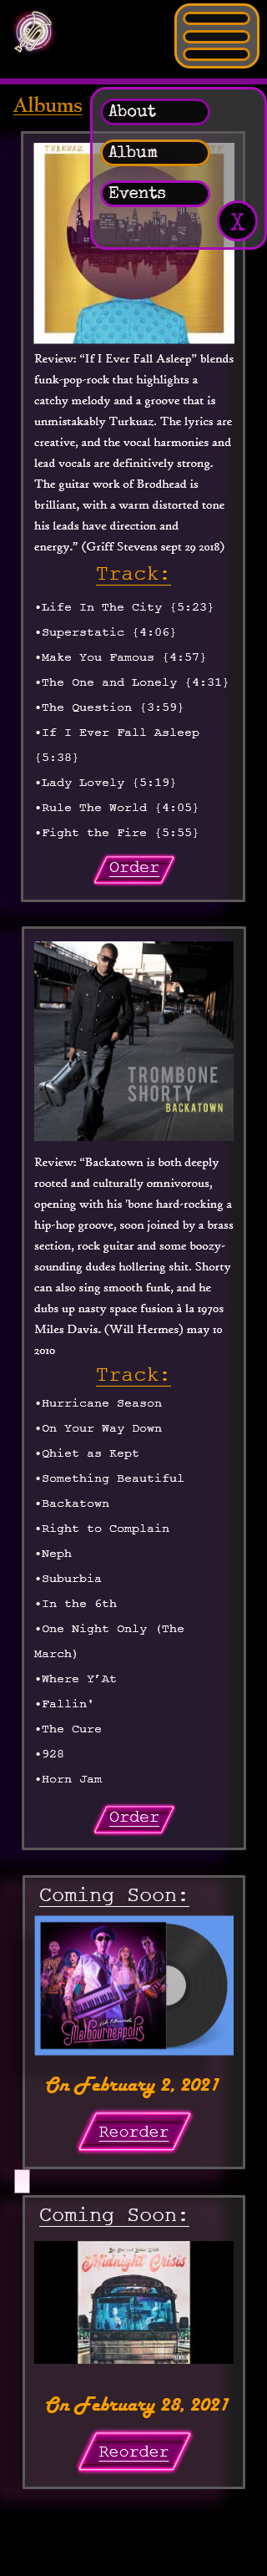 Albums
About
Album
Events
X
TURKUAZ
Review: “If I Ever Fall Asleep” blends
funk-pop-rock that highlights a
catchy melody and a groove that is
unmistakably Turkuaz. The lyrics are
creative, and the vocal harmonies and
lead vocals are definitively strong.
The guitar work of Brodhead is
brilliant, with a warm distorted tone
his leads have direction and
energy.” (Griff Stevens sept 29 2018)
Track:
•Life In The City {5:23}
•Superstatic {4:06}
•Make You Famous {4:57}
•The One and Lonely {4:31}
•The Question {3:59}
•If I Ever Fall Asleep
{5:38}
•Lady Lovely {5:19}
•Rule The World {4:05}
•Fight the Fire {5:55}
Order
TROMBONE
SHORTY
BACKATOWN
Review: “Backatown is both deeply
rooted and culturally omnivorous,
opening with his 'bone hard-rocking a
hip-hop groove, soon joined by a brass
section, rock guitar and some boozy-
sounding dudes hollering shit. Shorty
can also sing smooth funk, and he
dubs up nasty space fusion à la 1970s
Miles Davis. (Will Hermes) may 10
2010
Track:
•Hurricane Season
•On Your Way Down
•Qhiet as Kept
•Something Beautiful
•Backatown
•Right to Complain
•Neph
•Suburbia
•In the 6th
•One Night Only (The
March)
•Where Y’At
•Fallin'
•The Cure
•928
•Horn Jam
Order
Coming Soon:
Melbourneapolis
On February 2, 2021
Reorder
Coming Soon:
Midnight Crisis
On February 28, 2021
Reorder